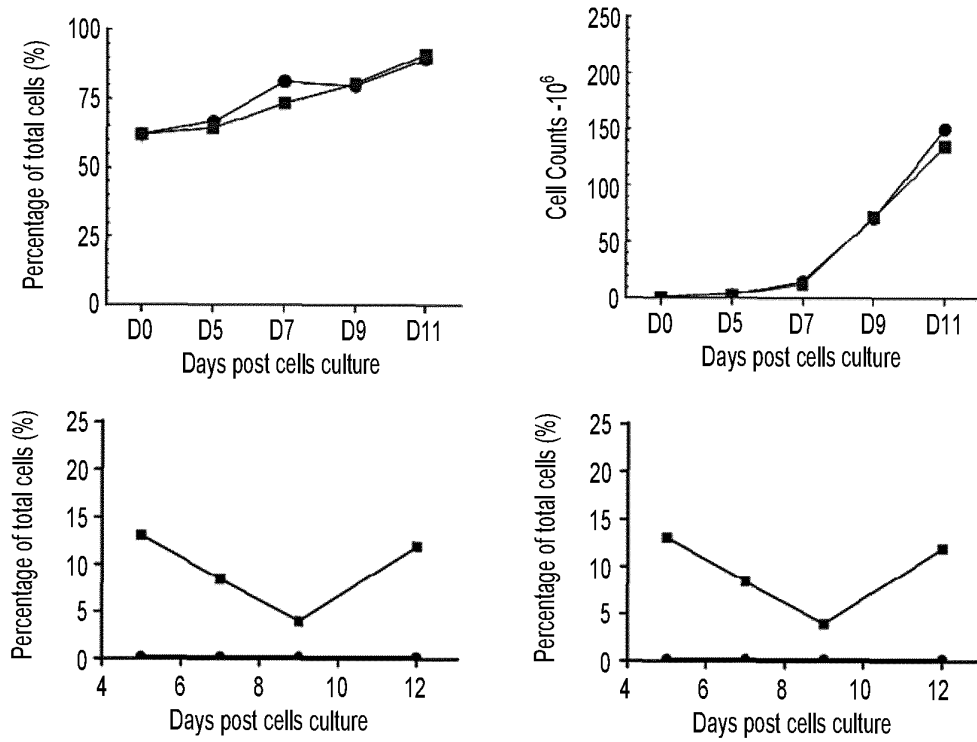 Percentage of total cells (%)
100
75
50
25
0
D0 D5 D7 D9 D11
Days post cells culture
Cell Counts -10⁶
250
200
150
100
50
0
D0 D5 D7 D9 D11
Days post cells culture
Percentage of total cells (%)
25
20
15
10
5
0
4 6 8 10 12
Days post cells culture
Percentage of total cells (%)
25
20
15
10
5
0
4 6 8 10 12
Days post cells culture